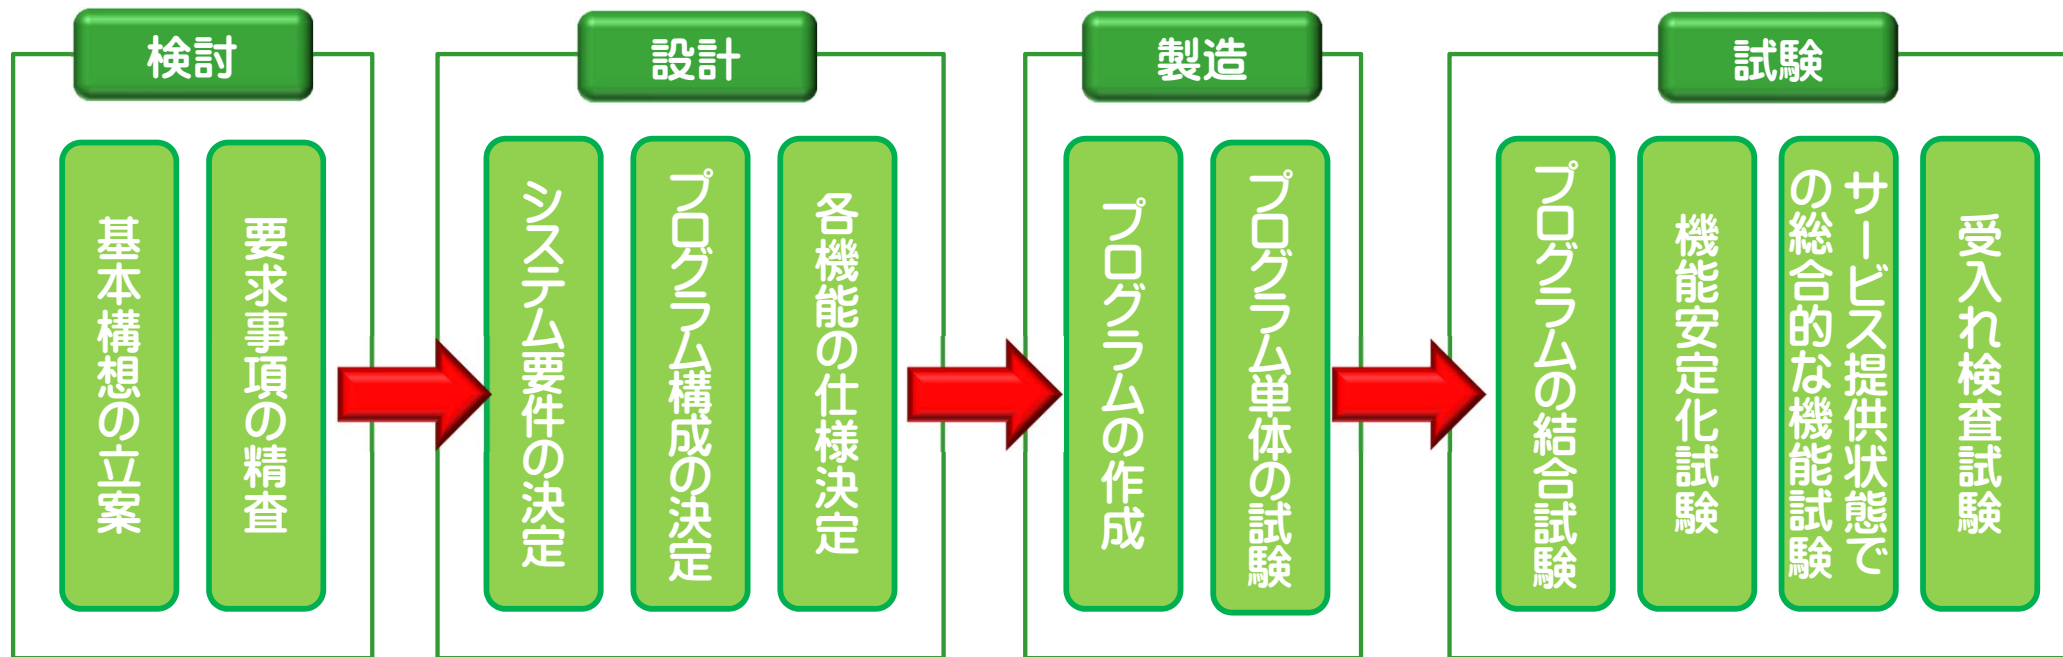 検討
基本構想の立案
要求事項の精査
設計
システム要件の決定
プログラム構成の決定
各機能の仕様決定
製造
プログラムの作成
プログラム単体の試験
試験
プログラムの結合試験
機能安定化試験
サービス提供状態で
の総合的な機能試験
受入れ検査試験